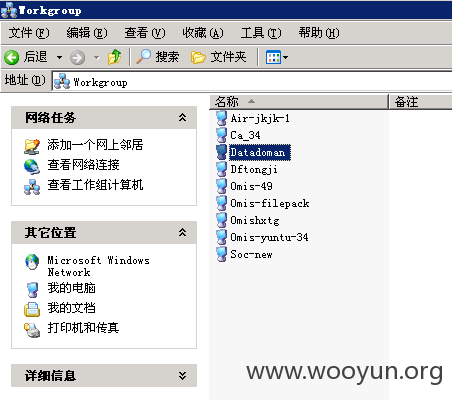 Workgroup
文件(F) 编辑(E) 查看(V) 收藏(A) 工具(T) 帮助(H)
后退 搜索 文件夹
地址(D) Workgroup
网络任务
添加一个网上邻居
查看网络连接
查看工作组计算机
其它位置
Microsoft Windows
Network
我的电脑
我的文档
打印机和传真
详细信息
名称 备注
Air-jkjk-1
Ca_34
Datadoman
Dftongji
Omis-49
Omis-filepack
Omishxtg
Omis-yuntu-34
Soc-new
www.wooyun.org